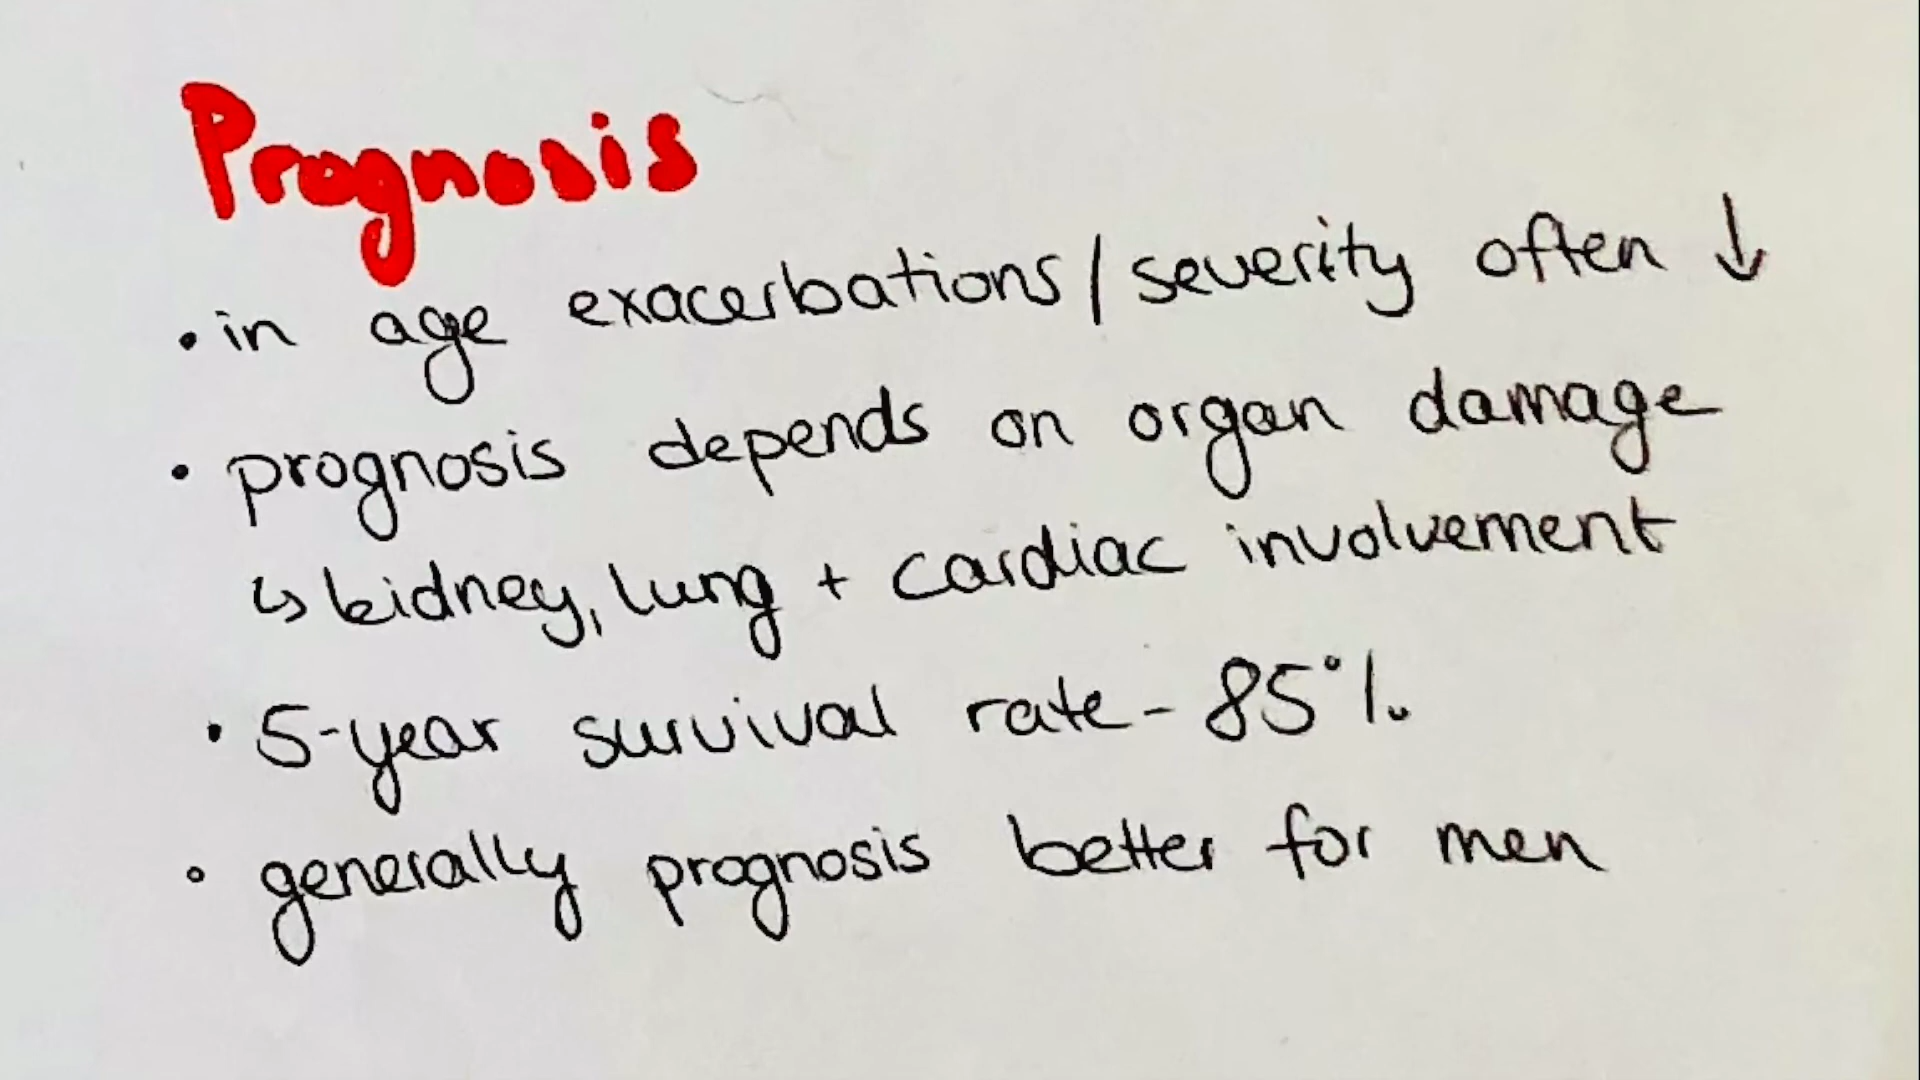 Prognosis
• in age exacerbations/severity often ↓
• prognosis depends on organ damage
↳ kidney, lung + cardiac involvement
• 5-year survival rate - 85%
• generally prognosis better for men